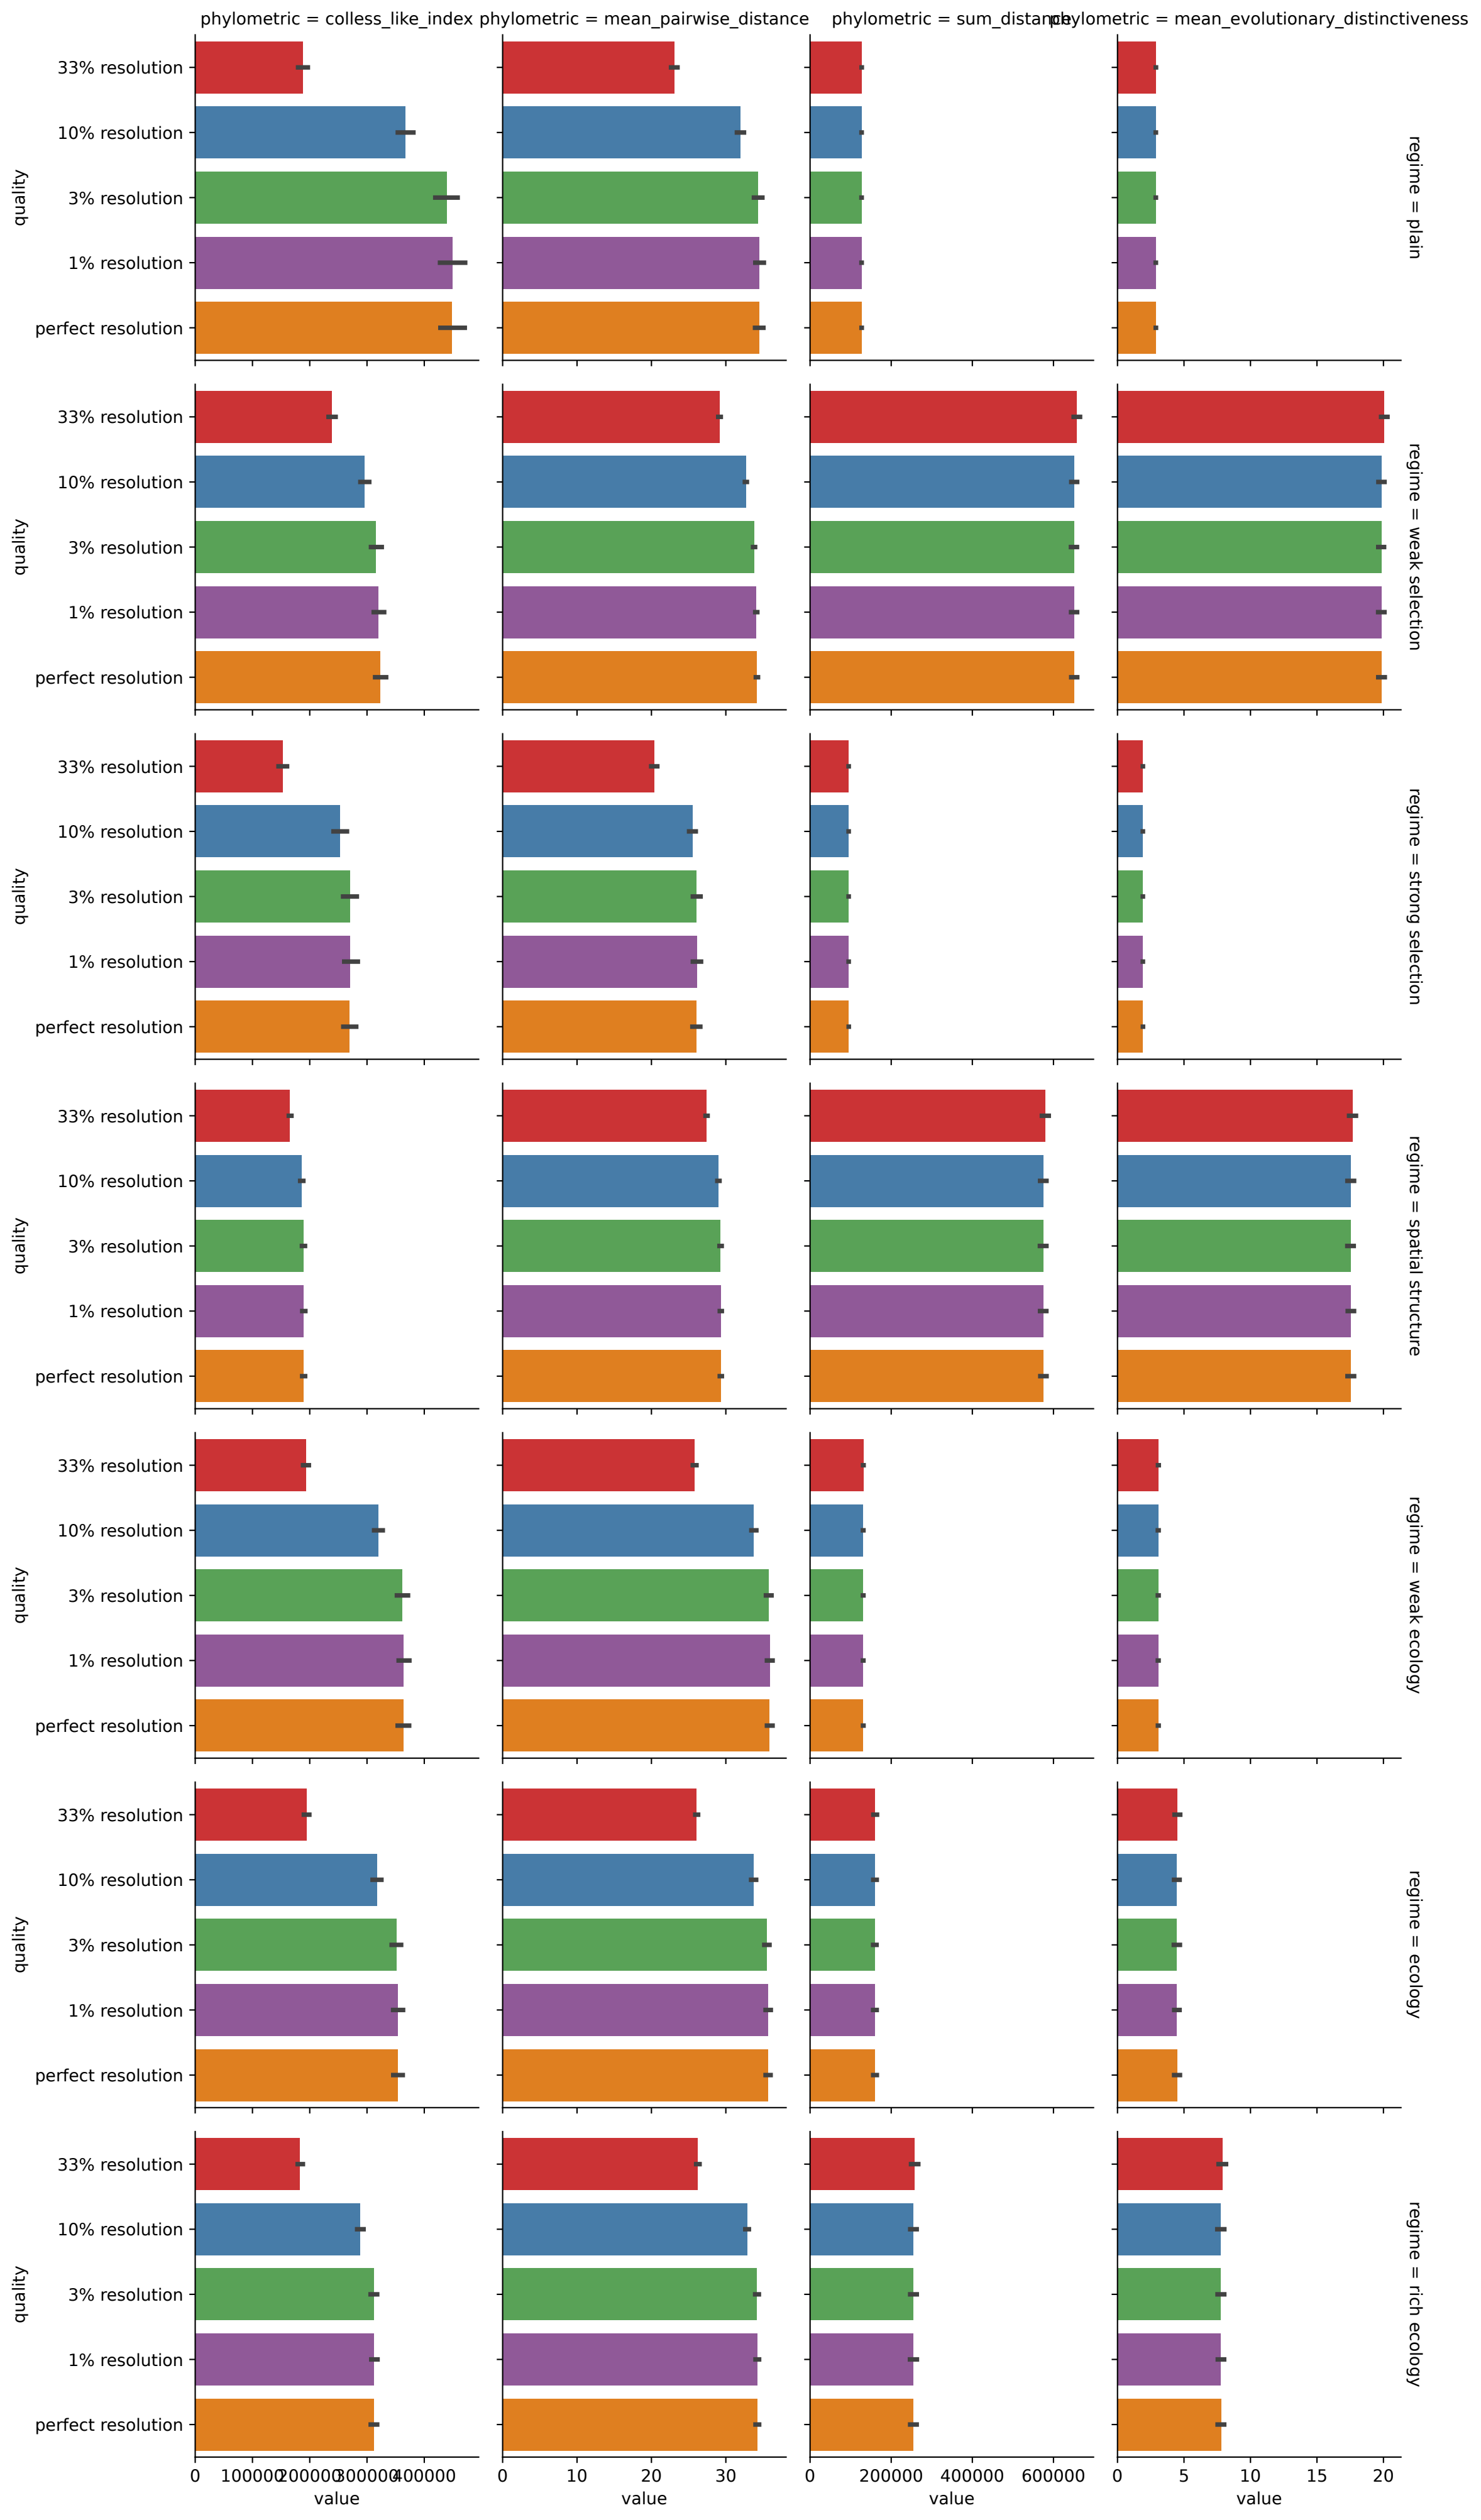 phylometric = colless_like_index
phylometric = mean_pairwise_distance
phylometric = sum_distance
phylometric = mean_evolutionary_distinctiveness
quality
33% resolution
10% resolution
3% resolution
1% resolution
perfect resolution
regime = plain
quality
33% resolution
10% resolution
3% resolution
1% resolution
perfect resolution
regime = weak selection
quality
33% resolution
10% resolution
3% resolution
1% resolution
perfect resolution
regime = strong selection
quality
33% resolution
10% resolution
3% resolution
1% resolution
perfect resolution
regime = spatial structure
quality
33% resolution
10% resolution
3% resolution
1% resolution
perfect resolution
regime = weak ecology
quality
33% resolution
10% resolution
3% resolution
1% resolution
perfect resolution
regime = ecology
quality
33% resolution
10% resolution
3% resolution
1% resolution
perfect resolution
regime = rich ecology
0 100000 200000 300000 400000
value
0 10 20 30
value
0 200000 400000 600000
value
0 5 10 15 20
value